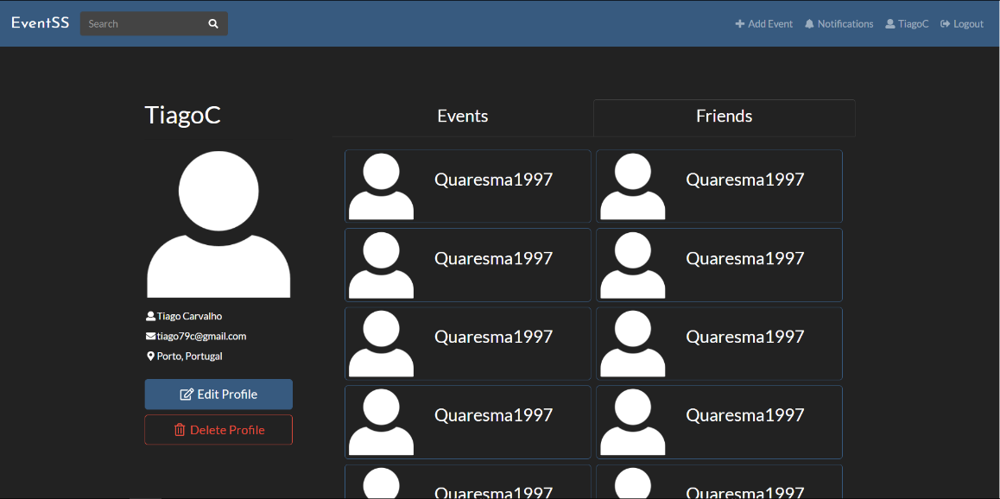 EventSS
Search
Add Event
Notifications
TiagoC
Logout
TiagoC
Tiago Carvalho
tiago79c@gmail.com
Porto, Portugal
Edit Profile
Delete Profile
Events
Friends
Quaresma1997
Quaresma1997
Quaresma1997
Quaresma1997
Quaresma1997
Quaresma1997
Quaresma1997
Quaresma1997
Quaresma1997
Quaresma1997